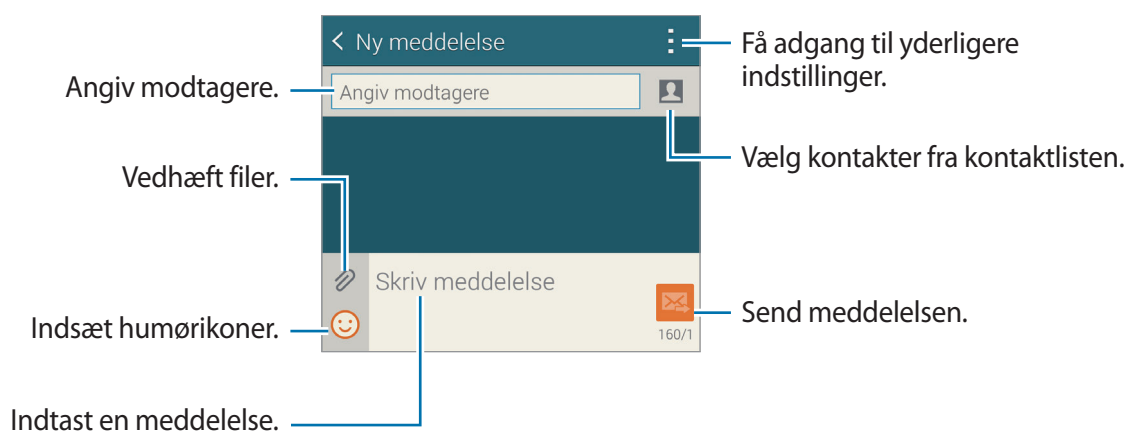 Ny meddelelse
Få adgang til yderligere
indstillinger.
Angiv modtagere.
Angiv modtagere
Vælg kontakter fra kontaktlisten.
Vedhæft filer.
Skriv meddelelse
Send meddelelsen.
Indsæt humørikoner.
160/1
Indtast en meddelelse.